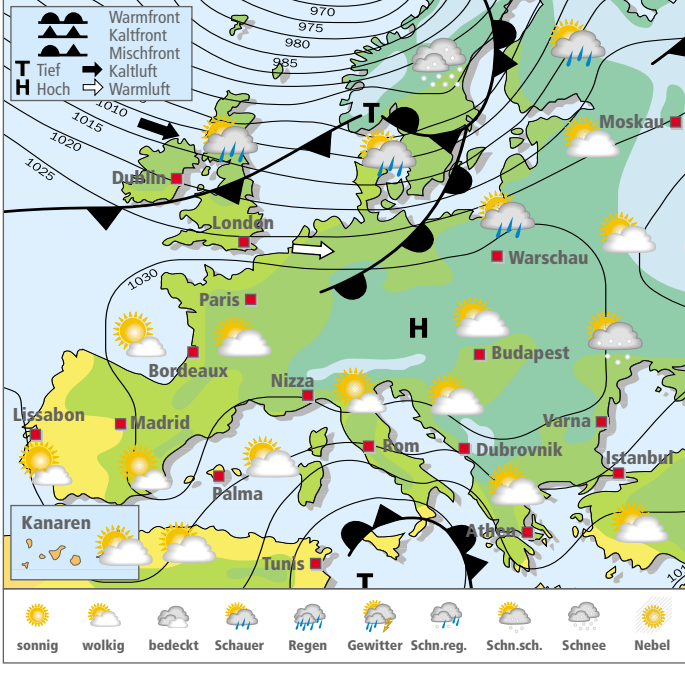 970
975
980
985
Warmfront
Kaltfront
Mischfront
T Tief
Kaltluft
H Hoch
Warmluft
1010
1015
1020
1025
T
Moskau
Dublin
London
Warschau
1030
Paris
H
Budapest
Bordeaux
Nizza
Lissabon
Madrid
Varna
Rom
Dubrovnik
Istanbul
Palma
Kanaren
Athen
Tunis
T
sonnig
wolkig
bedeckt
Schauer
Regen
Gewitter
Schn.reg.
Schn.sch.
Schnee
Nebel